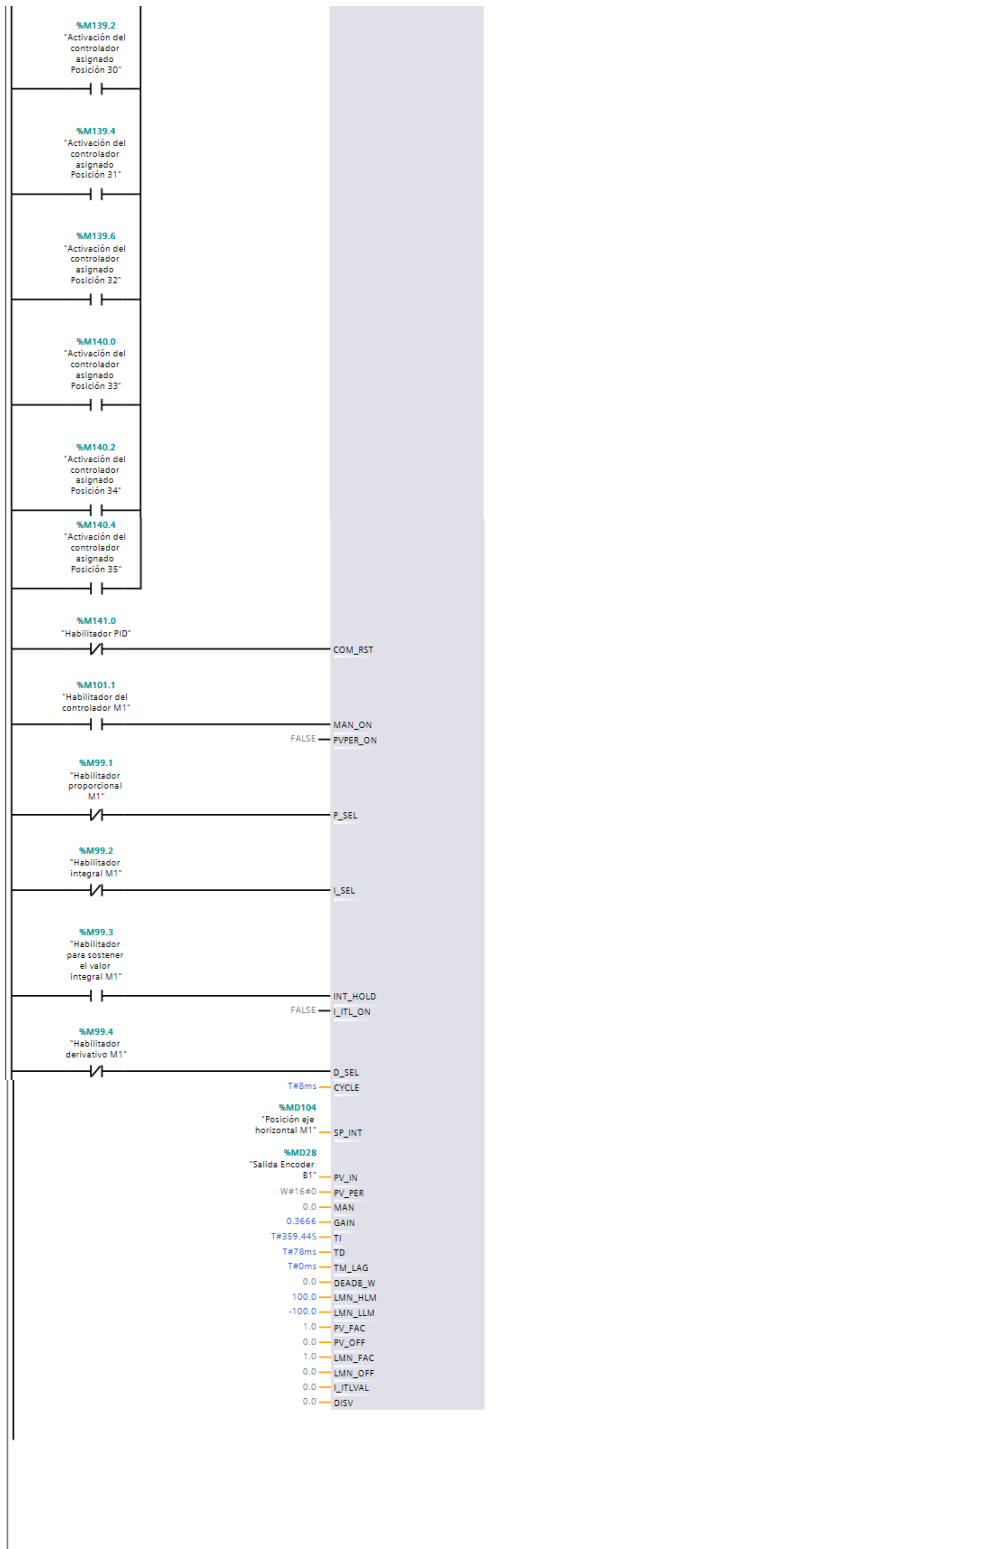 %M139.2
"Activación del
controlador
asignado
Posición 30"
%M139.4
"Activación del
controlador
asignado
Posición 31"
%M139.6
"Activación del
controlador
asignado
Posición 32"
%M140.0
"Activación del
controlador
asignado
Posición 33"
%M140.2
"Activación del
controlador
asignado
Posición 34"
%M140.4
"Activación del
controlador
asignado
Posición 35"
%M141.0
"Habilitador PID"
COM_RST
%M101.1
"Habilitador del
controlador M1"
MAN_ON
FALSE PVPER_ON
%M99.1
"Habilitador
proporcional
M1"
P_SEL
%M99.2
"Habilitador
integral M1"
I_SEL
%M99.3
"Habilitador
para sostener
el valor
integral M1"
INT_HOLD
FALSE I_ITL_ON
%M99.4
"Habilitador
derivativo M1"
D_SEL
T#8ms CYCLE
%MD104
"Posición eje
horizontal M1" SP_INT
%MD28
"Salida Encoder
B1" PV_IN
W#16#0 PV_PER
0.0 MAN
0.3666 GAIN
T#359.44S TI
T#78ms TD
T#0ms TM_LAG
0.0 DEADB_W
100.0 LMN_HLM
-100.0 LMN_LLM
1.0 PV_FAC
0.0 PV_OFF
1.0 LMN_FAC
0.0 LMN_OFF
0.0 I_ITLVAL
0.0 DISV